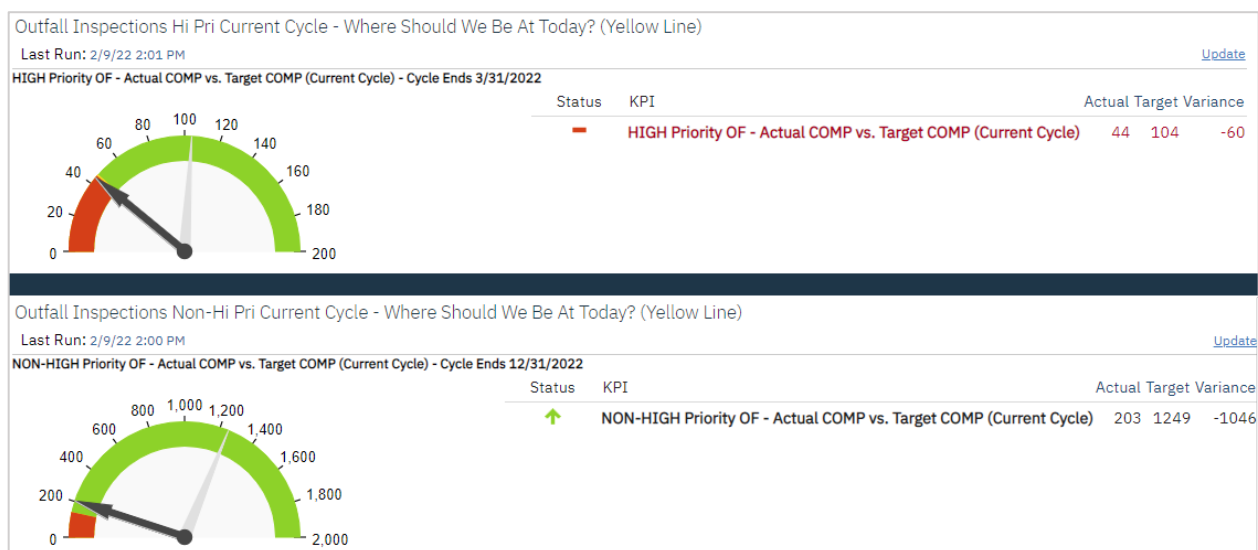 Outfall Inspections Hi Pri Current Cycle - Where Should We Be At Today? (Yellow Line)
Last Run: 2/9/22 2:01 PM
Update
HIGH Priority OF - Actual COMP vs. Target COMP (Current Cycle) - Cycle Ends 3/31/2022
Status KPI Actual Target Variance
HIGH Priority OF - Actual COMP vs. Target COMP (Current Cycle) 44 104 -60
0
20
40
60
80
100
120
140
160
180
200
Outfall Inspections Non-Hi Pri Current Cycle - Where Should We Be At Today? (Yellow Line)
Last Run: 2/9/22 2:00 PM
Update
NON-HIGH Priority OF - Actual COMP vs. Target COMP (Current Cycle) - Cycle Ends 12/31/2022
Status KPI Actual Target Variance
NON-HIGH Priority OF - Actual COMP vs. Target COMP (Current Cycle) 203 1249 -1046
0
200
400
600
800
1,000
1,200
1,400
1,600
1,800
2,000